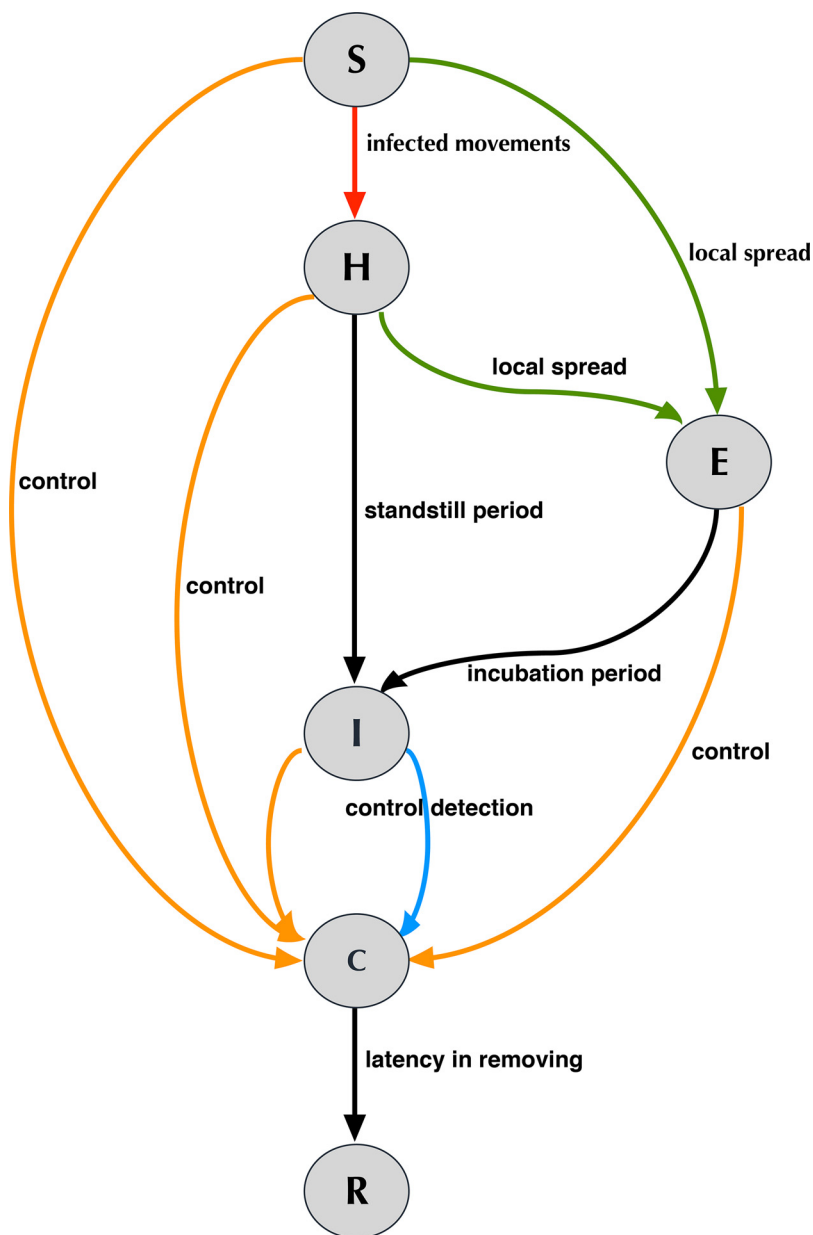 S
infected movements
local spread
H
local spread
E
control
standstill period
control
incubation period
I
control
control detection
C
latency in removing
R